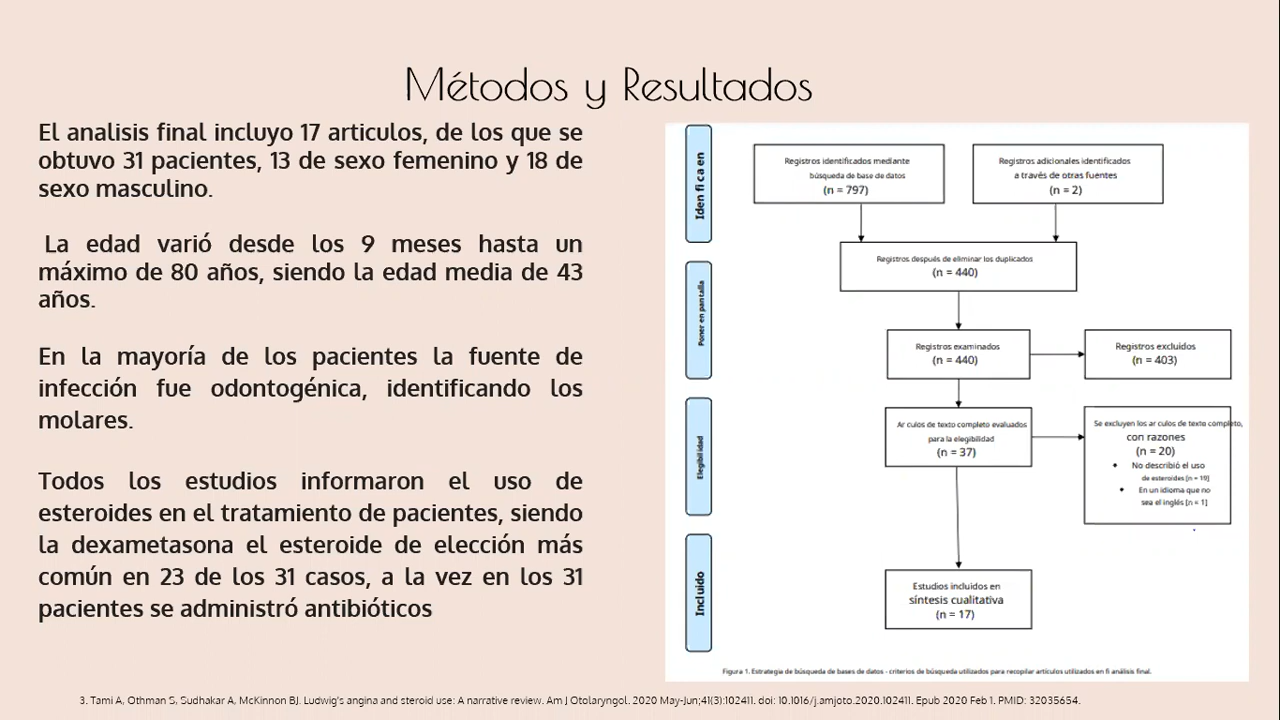 Métodos y Resultados
El analisis final incluyo 17 articulos, de los que se
obtuvo 31 pacientes, 13 de sexo femenino y 18 de
sexo masculino.
La edad varió desde los 9 meses hasta un
máximo de 80 años, siendo la edad media de 43
años.
En la mayoría de los pacientes la fuente de
infección fue odontogénica, identificando los
molares.
Todos los estudios informaron el uso de
esteroides en el tratamiento de pacientes, siendo
la dexametasona el esteroide de elección más
común en 23 de los 31 casos, a la vez en los 31
pacientes se administró antibióticos
Iden fi ca en
Registros identificados mediante
búsqueda de base de datos
(n = 797)
Registros adicionales identificados
a través de otras fuentes
(n = 2)
Registros después de eliminar los duplicados
(n = 440)
Poner en pantalla
Registros examinados
(n = 440)
Registros excluidos
(n = 403)
Elegibilidad
Ar culos de texto completo evaluados
para la elegibilidad
(n = 37)
Se excluyen los ar culos de texto completo,
con razones
(n = 20)
• No describió el uso
de esteroides [n = 19]
• En un idioma que no
sea el inglés [n = 1]
Incluido
Estudios incluidos en
síntesis cualitativa
(n = 17)
Figura 1. Estrategia de búsqueda de bases de datos - criterios de búsqueda utilizados para recopilar artículos utilizados en fi análisis final.
3. Tami A, Othman S, Sudhakar A, McKinnon BJ. Ludwig's angina and steroid use: A narrative review. Am J Otolaryngol. 2020 May-Jun;41(3):102411. doi: 10.1016/j.amjoto.2020.102411. Epub 2020 Feb 1. PMID: 32035654.